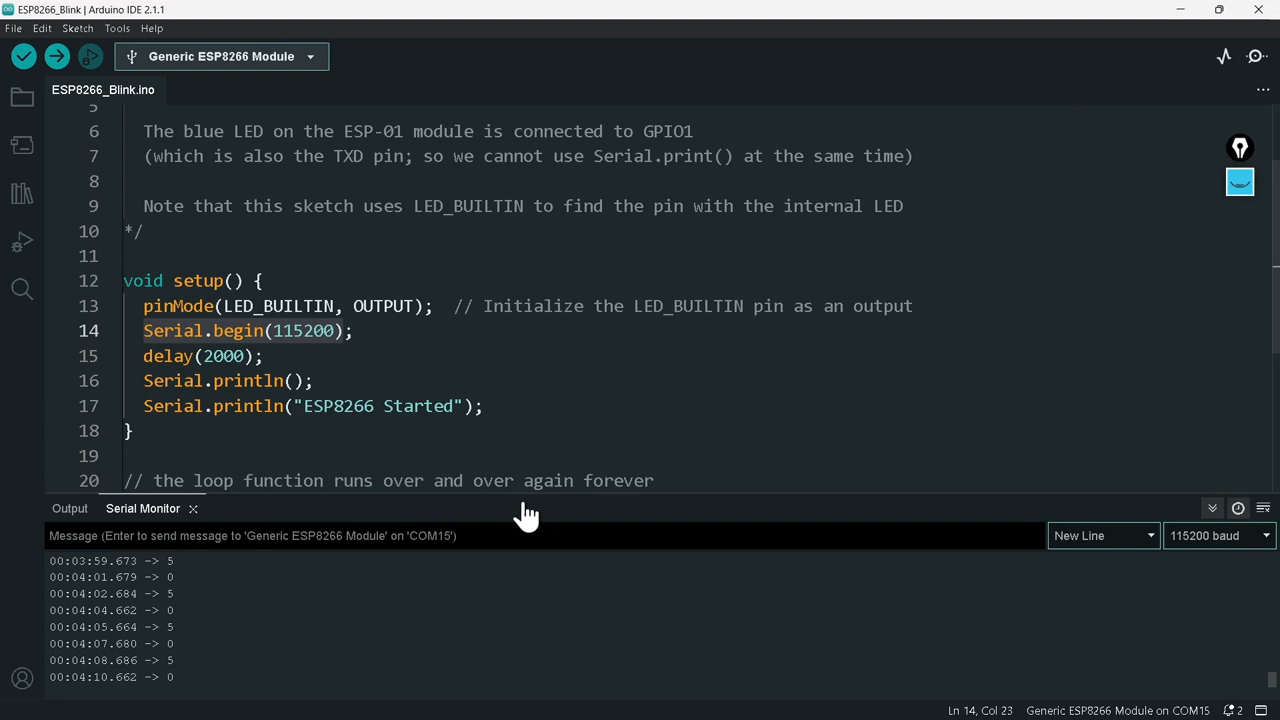 ESP8266_Blink | Arduino IDE 2.1.1
File Edit Sketch Tools Help
Generic ESP8266 Module
ESP8266_Blink.ino
5
6 The blue LED on the ESP-01 module is connected to GPIO1
7 (which is also the TXD pin; so we cannot use Serial.print() at the same time)
8
9 Note that this sketch uses LED_BUILTIN to find the pin with the internal LED
10 */
11
12 void setup() {
13 pinMode(LED_BUILTIN, OUTPUT); // Initialize the LED_BUILTIN pin as an output
14 Serial.begin(115200);
15 delay(2000);
16 Serial.println();
17 Serial.println("ESP8266 Started");
18 }
19
20 // the loop function runs over and over again forever
Output Serial Monitor
Message (Enter to send message to 'Generic ESP8266 Module' on 'COM15') New Line 115200 baud
00:03:59.673 -> 5
00:04:01.679 -> 0
00:04:02.684 -> 5
00:04:04.662 -> 0
00:04:05.664 -> 5
00:04:07.680 -> 0
00:04:08.686 -> 5
00:04:10.662 -> 0
Ln 14, Col 23 Generic ESP8266 Module on COM15 2